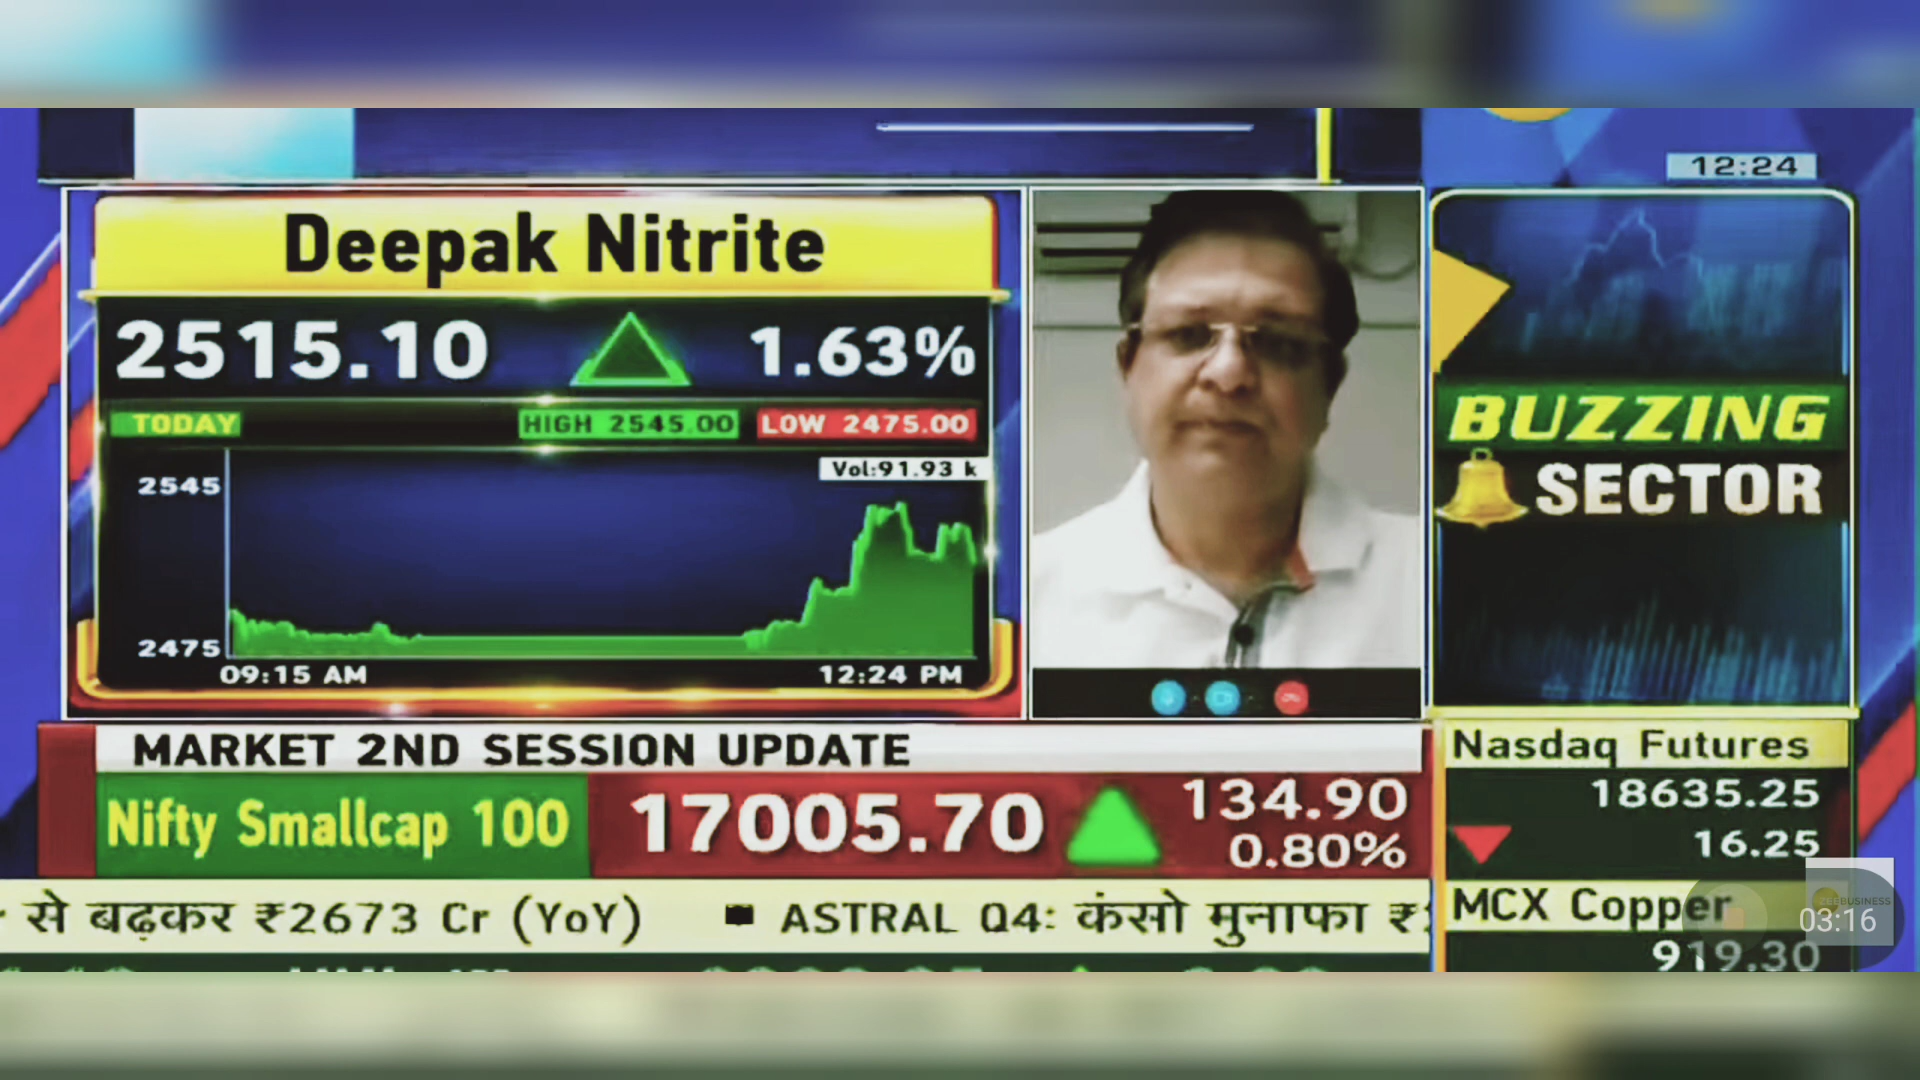 12:24
Deepak Nitrite
2515.10 1.63%
TODAY HIGH 2545.00 LOW 2475.00
Vol:91.93 k
2545
2475
09:15 AM 12:24 PM
BUZZING
SECTOR
MARKET 2ND SESSION UPDATE
Nifty Smallcap 100 17005.70 134.90
0.80%
Nasdaq Futures
18635.25
16.25
से बढ़कर ₹2673 Cr (YoY) ■ ASTRAL Q4: कंसो मुनाफा ₹
MCX Copper
919.30
ZEEBUSINESS
03:16